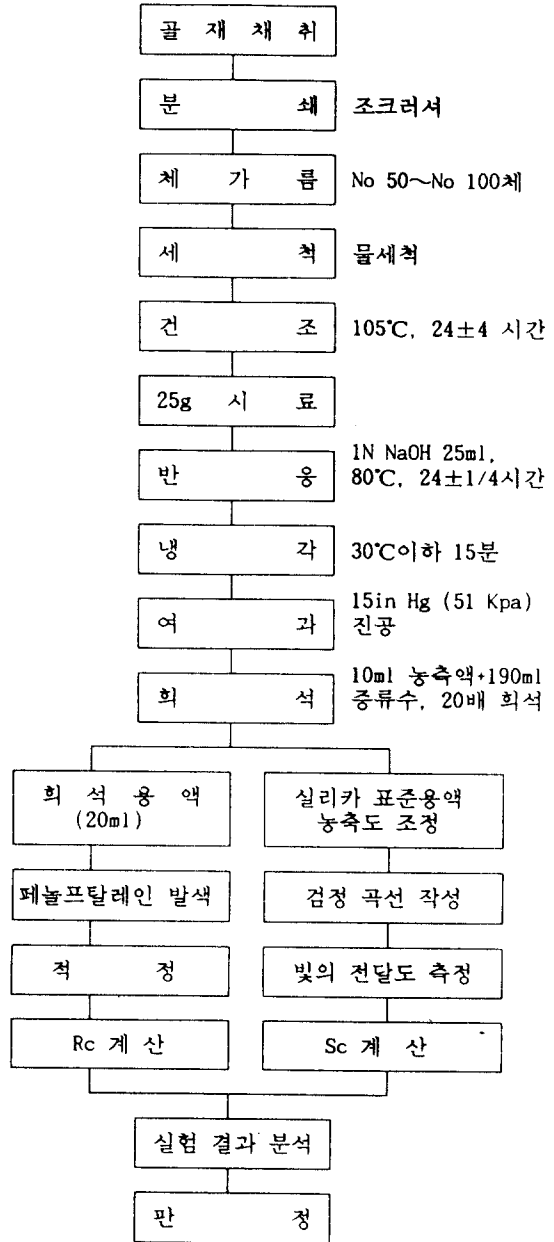 골 재 채 취
분 쇄 조크러셔
체 가 름 No 50~No 100체
세 척 물세척
건 조 105℃, 24±4 시간
25g 시 료
반 응 1N NaOH 25ml,
80℃, 24±1/4시간
냉 각 30℃이하 15분
여 과 15in Hg (51 Kpa)
진공
희 석 10ml 농축액+190ml
증류수, 20배 희석
희 석 용 액
(20ml)
페놀프탈레인 발색
적 정
Rc 계 산
실리카 표준용액
농축도 조정
검정 곡선 작성
빛의 전달도 측정
Sc 계 산
실험 결과 분석
판 정